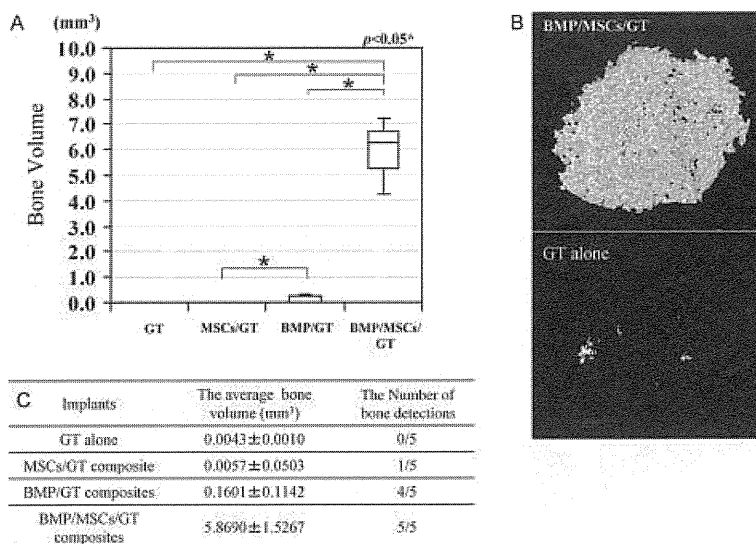 A
(mm³)
p<0.05*
10.0
9.0
8.0
7.0
6.0
5.0
4.0
3.0
2.0
1.0
0.0
Bone Volume
*
*
*
*
GT
MSCs/GT
BMP/GT
BMP/MSCs/
GT
B
BMP/MSCs/GT
GT alone
C
Implants
The average bone
volume (mm³)
The Number of
bone detections
GT alone
0.0043±0.0010
0/5
MSCs/GT composite
0.0057±0.0503
1/5
BMP/GT composites
0.1601±0.1142
4/5
BMP/MSCs/GT
composites
5.8690±1.5267
5/5